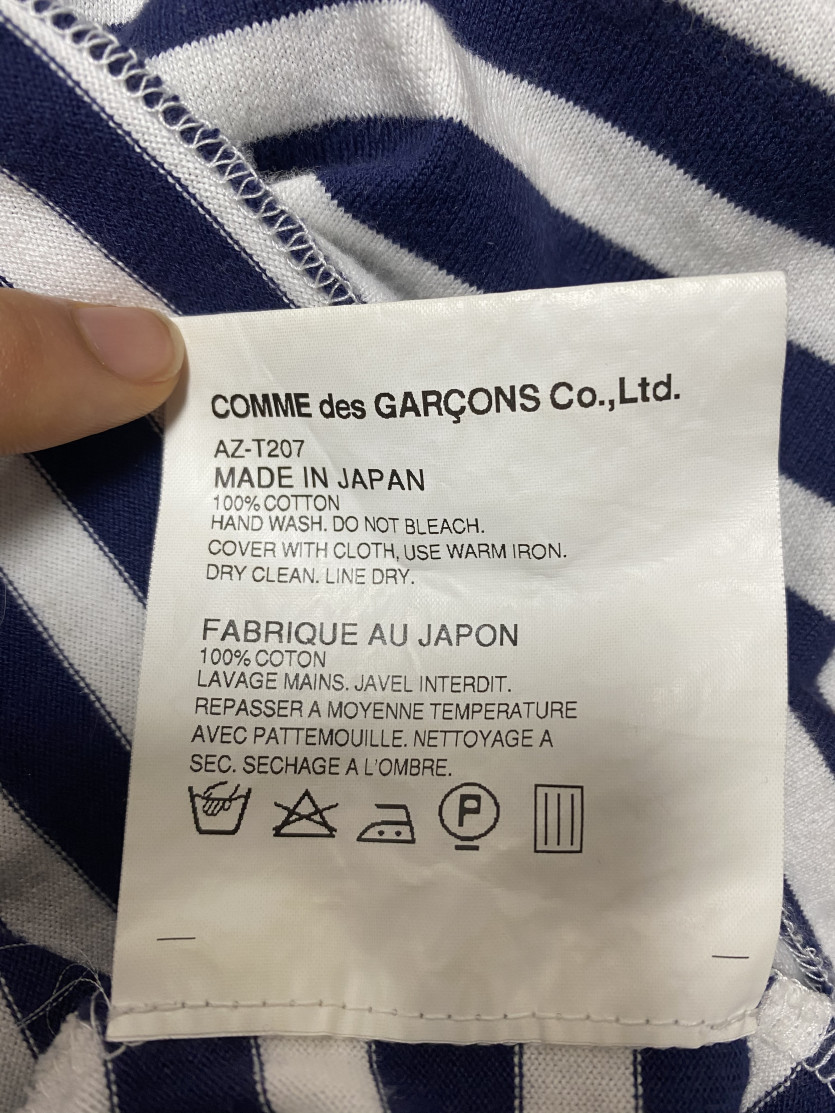 COMME des GARÇONS Co.,Ltd.
AZ-T207
MADE IN JAPAN
100% COTTON
HAND WASH. DO NOT BLEACH.
COVER WITH CLOTH, USE WARM IRON.
DRY CLEAN. LINE DRY.
FABRIQUE AU JAPON
100% COTON
LAVAGE MAINS. JAVEL INTERDIT.
REPASSER A MOYENNE TEMPERATURE
AVEC PATTEMOUILLE. NETTOYAGE A
SEC. SECHAGE A L'OMBRE.
P